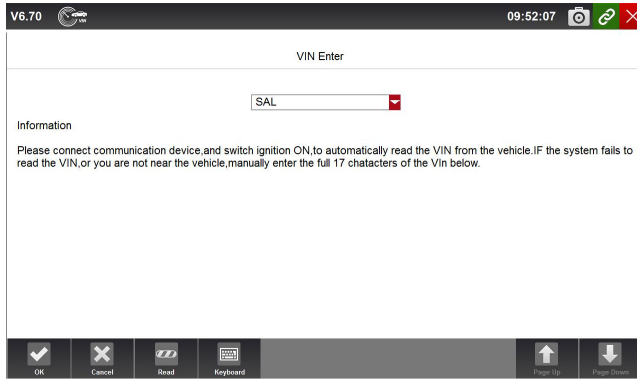 V6.70 VIN 09:52:07
VIN Enter
SAL
Information
Please connect communication device,and switch ignition ON,to automatically read the VIN from the vehicle.IF the system fails to
read the VIN,or you are not near the vehicle,manually enter the full 17 chatacters of the VIn below.
OK Cancel Read Keyboard Page Up Page Down